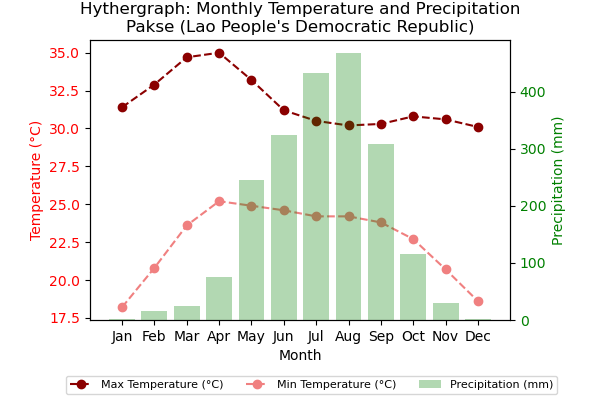 Hythergraph: Monthly Temperature and Precipitation
Pakse (Lao People's Democratic Republic)
35.0
32.5
30.0
27.5
25.0
22.5
20.0
17.5
Temperature (°C)
400
300
200
100
0
Precipitation (mm)
Jan Feb Mar Apr May Jun Jul Aug Sep Oct Nov Dec
Month
Max Temperature (°C) Min Temperature (°C) Precipitation (mm)